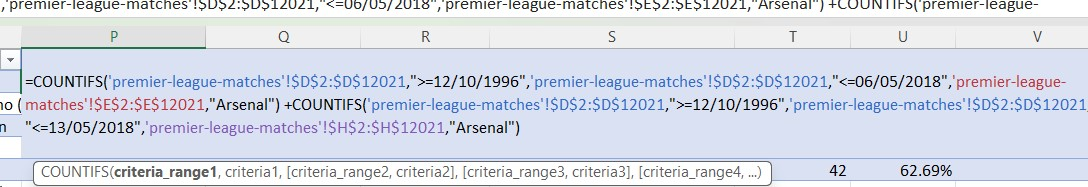 ,'premier-league-matches'!$D$2:$D$12021,"<=06/05/2018",'premier-league-matches'!$E$2:$E$12021,"Arsenal") +COUNTIFS('premier-league-
P Q R S T U V
=COUNTIFS('premier-league-matches'!$D$2:$D$12021,">=12/10/1996",'premier-league-matches'!$D$2:$D$12021,"<=06/05/2018",'premier-league-
no ( matches'!$E$2:$E$12021,"Arsenal") +COUNTIFS('premier-league-matches'!$D$2:$D$12021,">=12/10/1996",'premier-league-matches'!$D$2:$D$12021,
n "<=13/05/2018",'premier-league-matches'!$H$2:$H$12021,"Arsenal")
COUNTIFS(criteria_range1, criteria1, [criteria_range2, criteria2], [criteria_range3, criteria3], [criteria_range4, ...) 42 62.69%